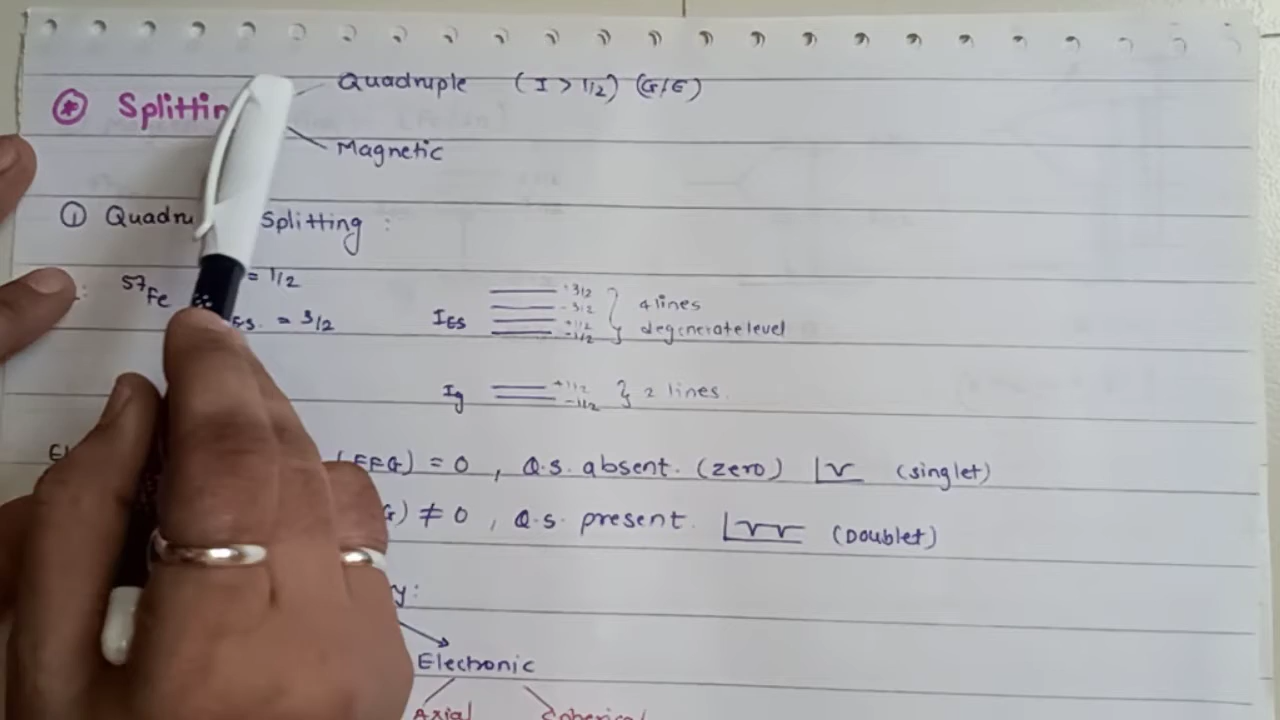 Quadruple (I > 1/2) (G/E)
Splittin
Magnetic
① Quadru Splitting :
57Fe = 1/2
Es. = 3/2
IES +3/2 -3/2 +1/2 -1/2 } 4 lines degenerate level
Ig +1/2 -1/2 } 2 lines.
(EFG) = 0 , Q.S. absent. (zero) (singlet)
G) ≠ 0 , Q.S. present. (Doublet)
y:
Electronic
Axial Spherical